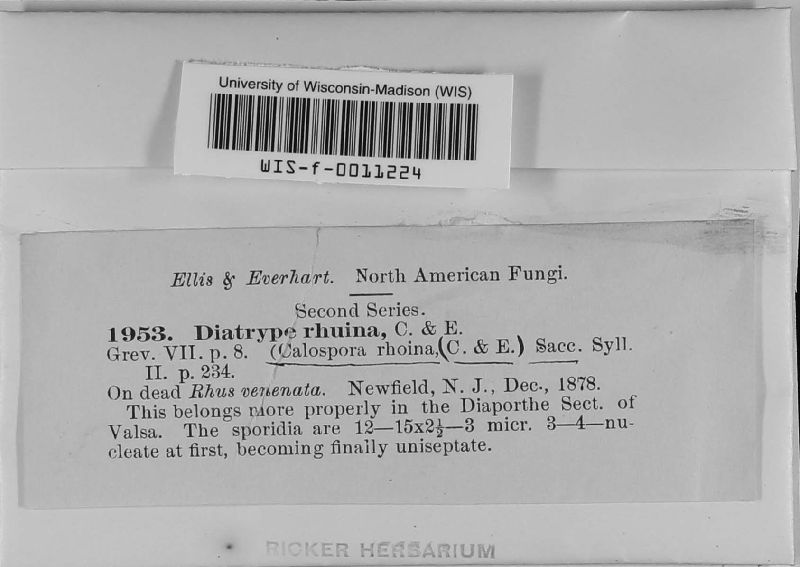 University of Wisconsin-Madison (WIS)
WIS-f-0011224
Ellis & Everhart. North American Fungi.
Second Series.
1953. Diatrype rhuina, C. & E.
Grev. VII. p. 8. (Calospora rhoina, (C. & E.) Sacc. Syll.
II. p. 234.
On dead Rhus venenata. Newfield, N. J., Dec., 1878.
This belongs more properly in the Diaporthe Sect. of
Valsa. The sporidia are 12—15x2½—3 micr. 3—4—nu-
cleate at first, becoming finally uniseptate.
RICKER HERBARIUM